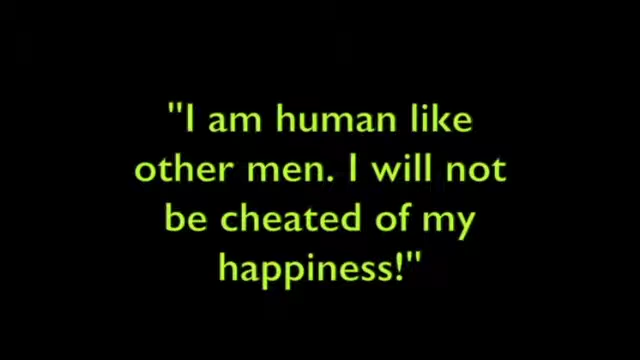 "I am human like
other men. I will not
be cheated of my
happiness!"